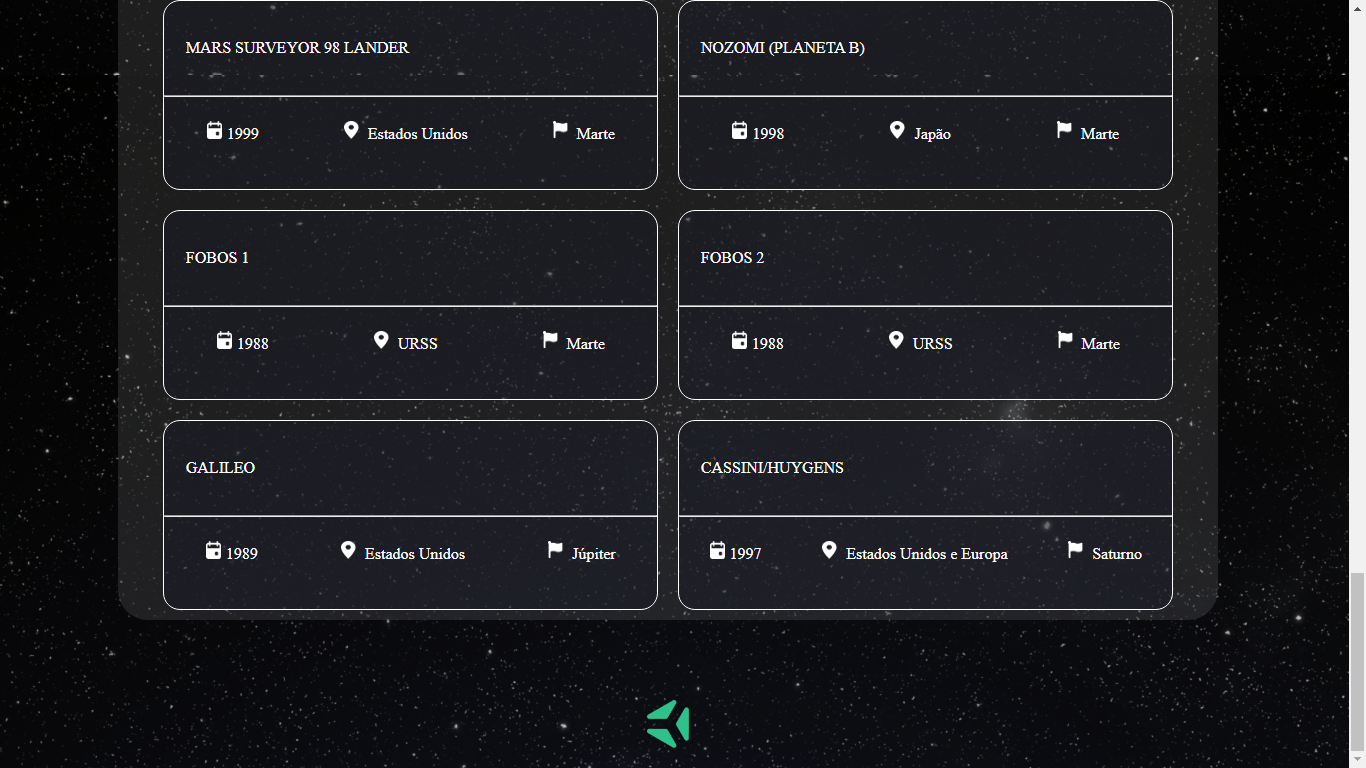 MARS SURVEYOR 98 LANDER
1999 Estados Unidos Marte
NOZOMI (PLANETA B)
1998 Japão Marte
FOBOS 1
1988 URSS Marte
FOBOS 2
1988 URSS Marte
GALILEO
1989 Estados Unidos Júpiter
CASSINI/HUYGENS
1997 Estados Unidos e Europa Saturno